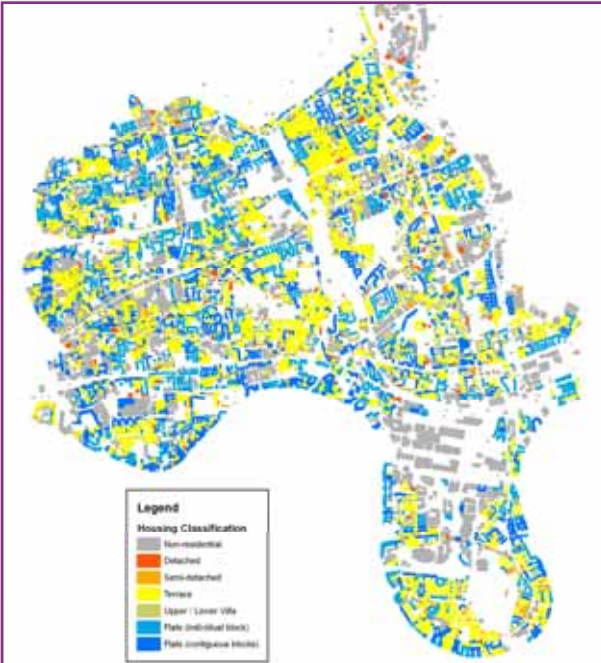 Legend
Housing Classification
Non-residential
Detached
Semi-detached
Terrace
Upper / Lower Villa
Flats (individual block)
Flats (contiguous blocks)